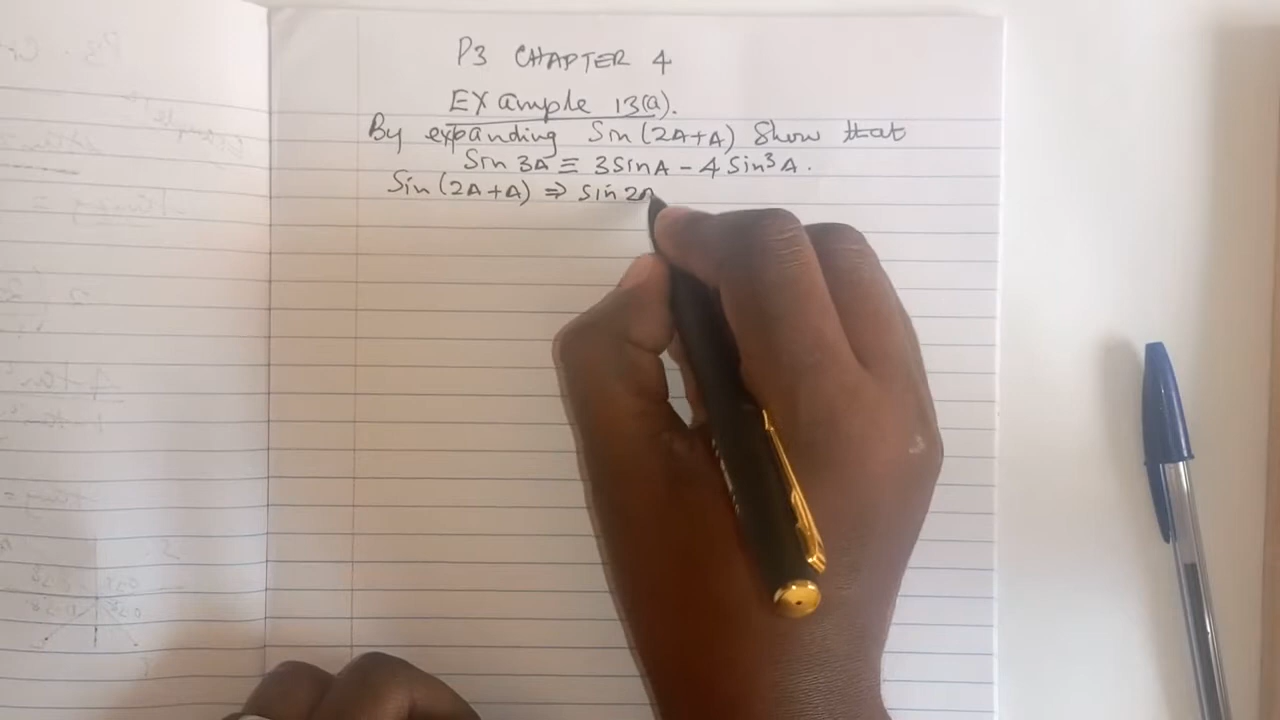 P3 CHAPTER 4
EXample 13(a).
By expanding Sin(2A+A) Show that
Sin 3A ≡ 3SinA - 4 Sin³A.
Sin(2A+A) ⇒ Sin 2A